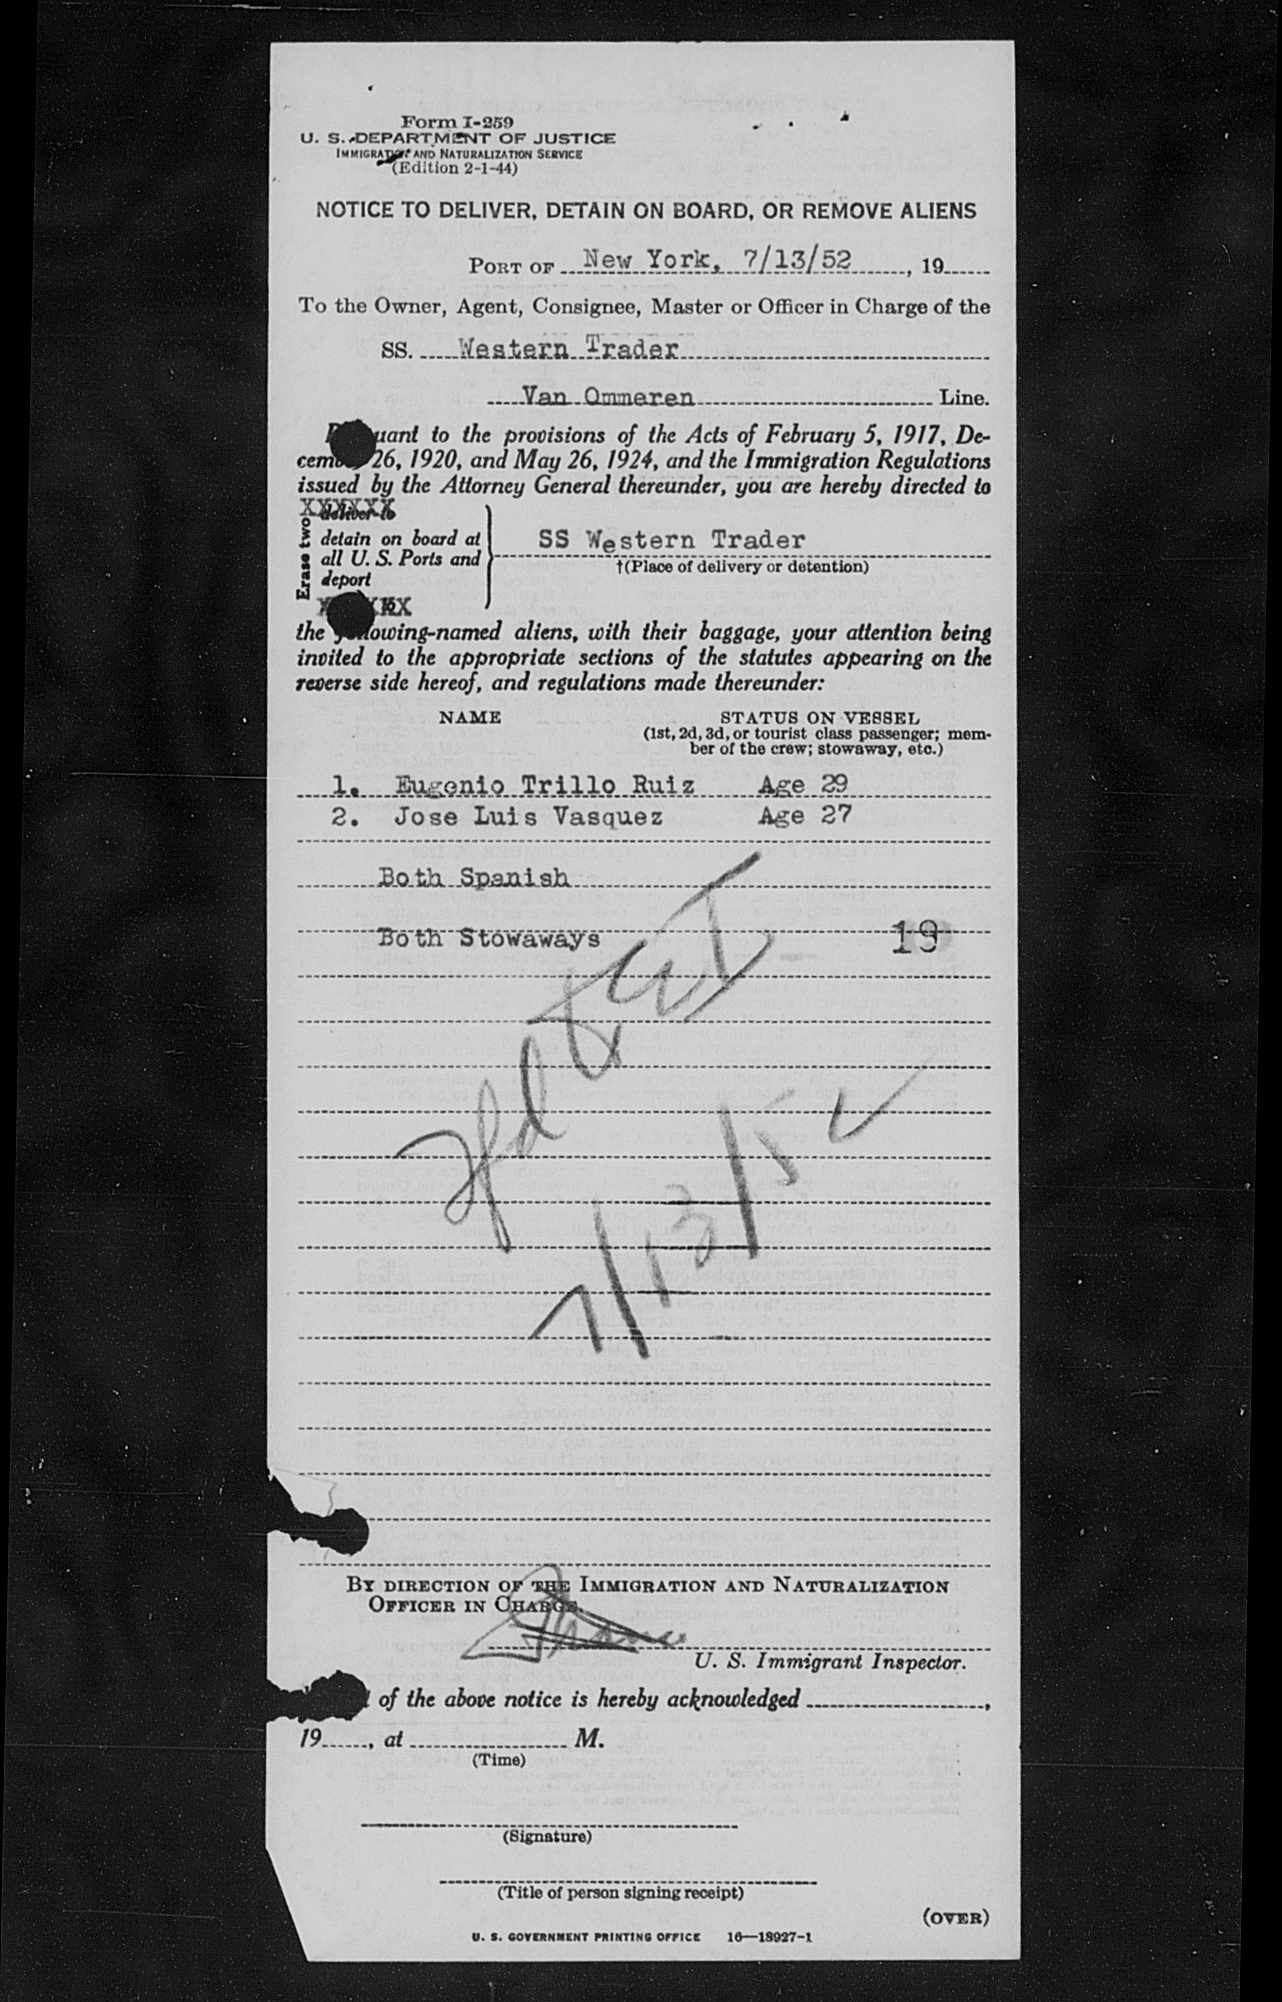 Form I-259
U. S. DEPARTMENT OF JUSTICE
IMMIGRATION AND NATURALIZATION SERVICE
(Edition 2-1-44)
NOTICE TO DELIVER, DETAIN ON BOARD, OR REMOVE ALIENS
PORT OF New York, 7/13/52, 19
To the Owner, Agent, Consignee, Master or Officer in Charge of the
SS. Western Trader
Van Ommeren Line.
uant to the provisions of the Acts of February 5, 1917, De-
cem 26, 1920, and May 26, 1924, and the Immigration Regulations
issued by the Attorney General thereunder, you are hereby directed to
Erase two
XXXXXX deliver to
detain on board at
all U. S. Ports and
deport
SS Western Trader
†(Place of delivery or detention)
the following-named aliens, with their baggage, your attention being
invited to the appropriate sections of the statutes appearing on the
reverse side hereof, and regulations made thereunder:
NAME STATUS ON VESSEL
(1st, 2d, 3d, or tourist class passenger; mem-
ber of the crew; stowaway, etc.)
1. Eugenio Trillo Ruiz Age 29
2. Jose Luis Vasquez Age 27
Both Spanish
Both Stowaways 19
7/13/52
BY DIRECTION OF THE IMMIGRATION AND NATURALIZATION
OFFICER IN CHARGE.
U. S. Immigrant Inspector.
of the above notice is hereby acknowledged ,
19 , at M.
(Time)
(Signature)
(Title of person signing receipt)
(OVER)
U. S. GOVERNMENT PRINTING OFFICE 16—18927-1